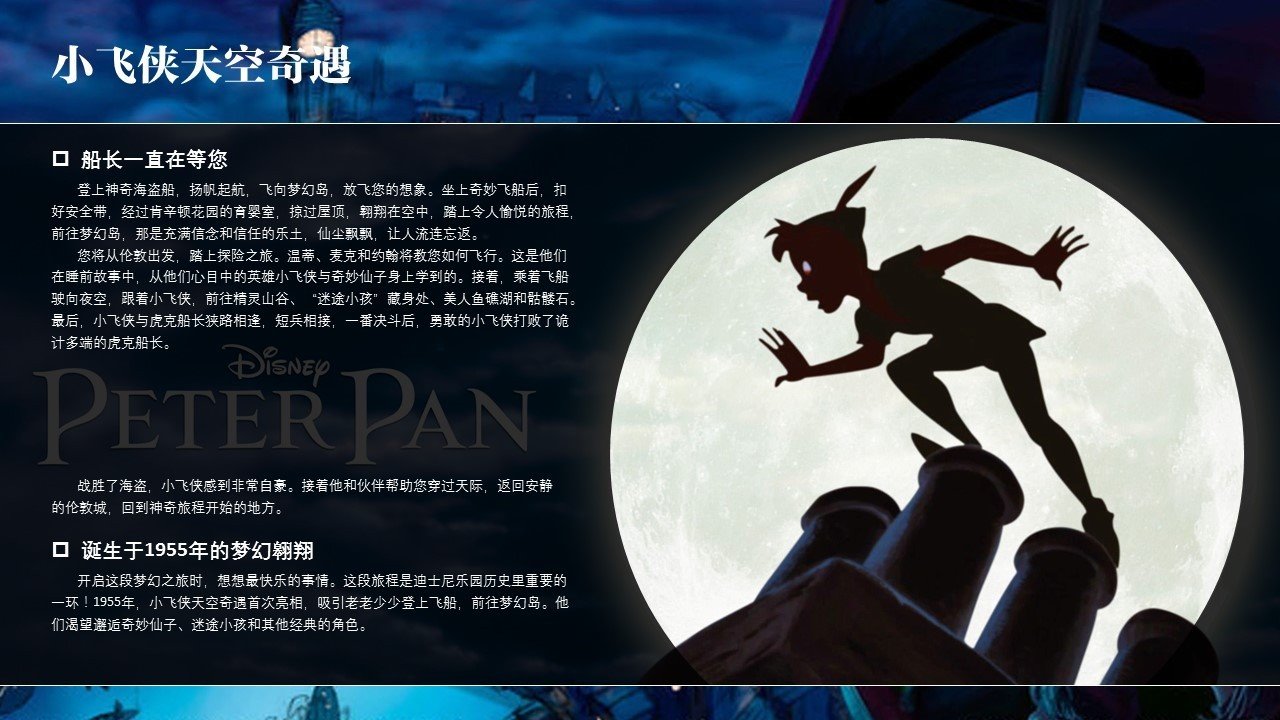 小飞侠天空奇遇
船长一直在等您
登上神奇海盗船，扬帆起航，飞向梦幻岛，放飞您的想象。坐上奇妙飞船后，扣
好安全带，经过肯辛顿花园的育婴室，掠过屋顶，翱翔在空中，踏上令人愉悦的旅程，
前往梦幻岛，那是充满信念和信任的乐土，仙尘飘飘，让人流连忘返。
您将从伦敦出发，踏上探险之旅。温蒂、麦克和约翰将教您如何飞行。这是他们
在睡前故事中，从他们心目中的英雄小飞侠与奇妙仙子身上学到的。接着，乘着飞船
驶向夜空，跟着小飞侠，前往精灵山谷、“迷途小孩”藏身处、美人鱼礁湖和骷髅石。
最后，小飞侠与虎克船长狭路相逢，短兵相接，一番决斗后，勇敢的小飞侠打败了诡
计多端的虎克船长。
DISNEY
PETER PAN
战胜了海盗，小飞侠感到非常自豪。接着他和伙伴帮助您穿过天际，返回安静
的伦敦城，回到神奇旅程开始的地方。
诞生于1955年的梦幻翱翔
开启这段梦幻之旅时，想想最快乐的事情。这段旅程是迪士尼乐园历史里重要的
一环！1955年，小飞侠天空奇遇首次亮相，吸引老老少少登上飞船，前往梦幻岛。他
们渴望邂逅奇妙仙子、迷途小孩和其他经典的角色。